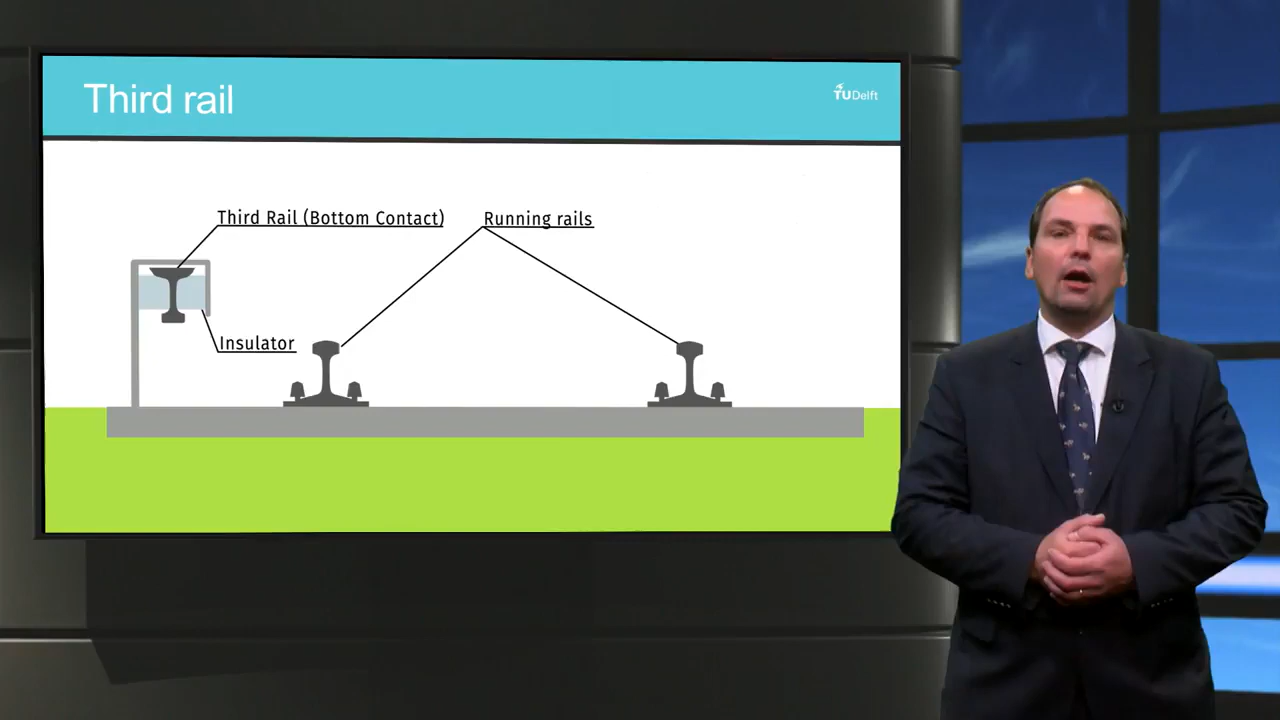 Third rail
TUDelft
Third Rail (Bottom Contact)
Running rails
Insulator